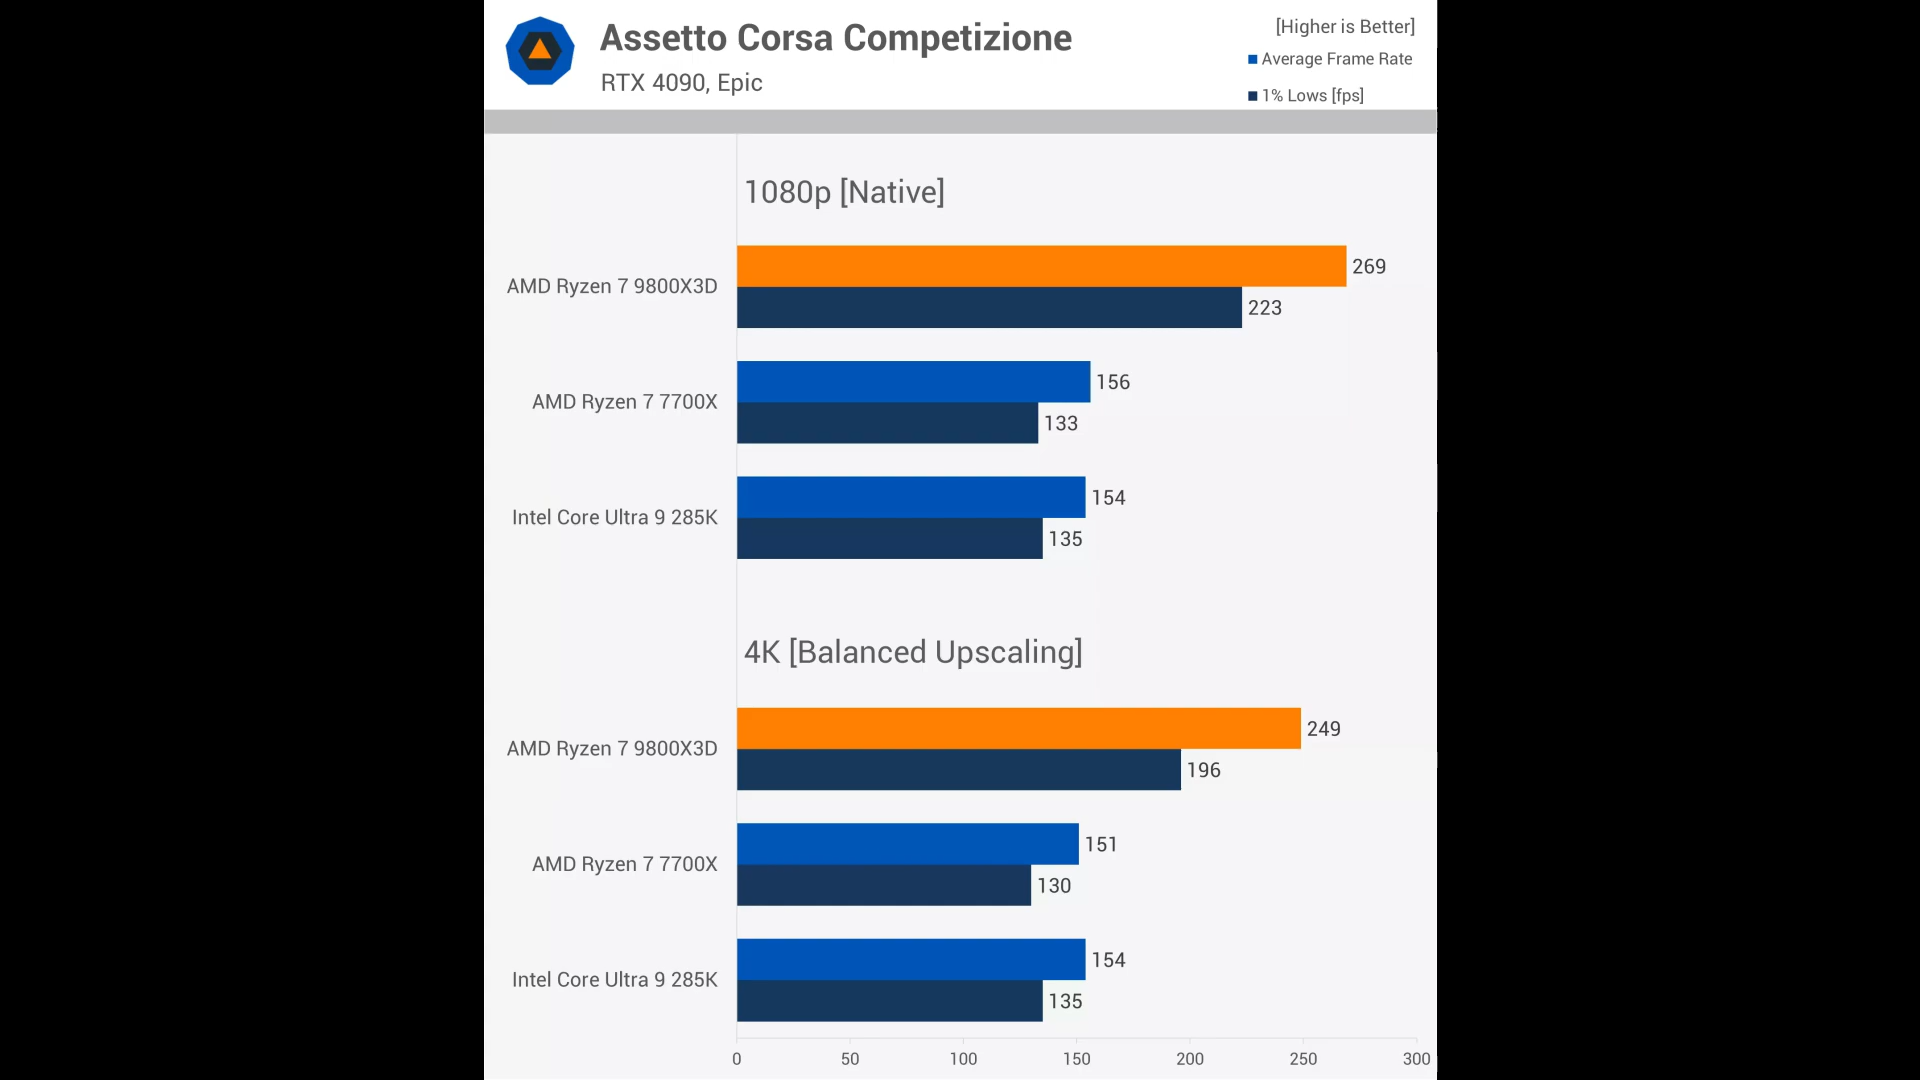 Assetto Corsa Competizione
RTX 4090, Epic
[Higher is Better]
Average Frame Rate
1% Lows [fps]
1080p [Native]
AMD Ryzen 7 9800X3D
269
223
AMD Ryzen 7 7700X
156
133
Intel Core Ultra 9 285K
154
135
4K [Balanced Upscaling]
AMD Ryzen 7 9800X3D
249
196
AMD Ryzen 7 7700X
151
130
Intel Core Ultra 9 285K
154
135
0 50 100 150 200 250 300